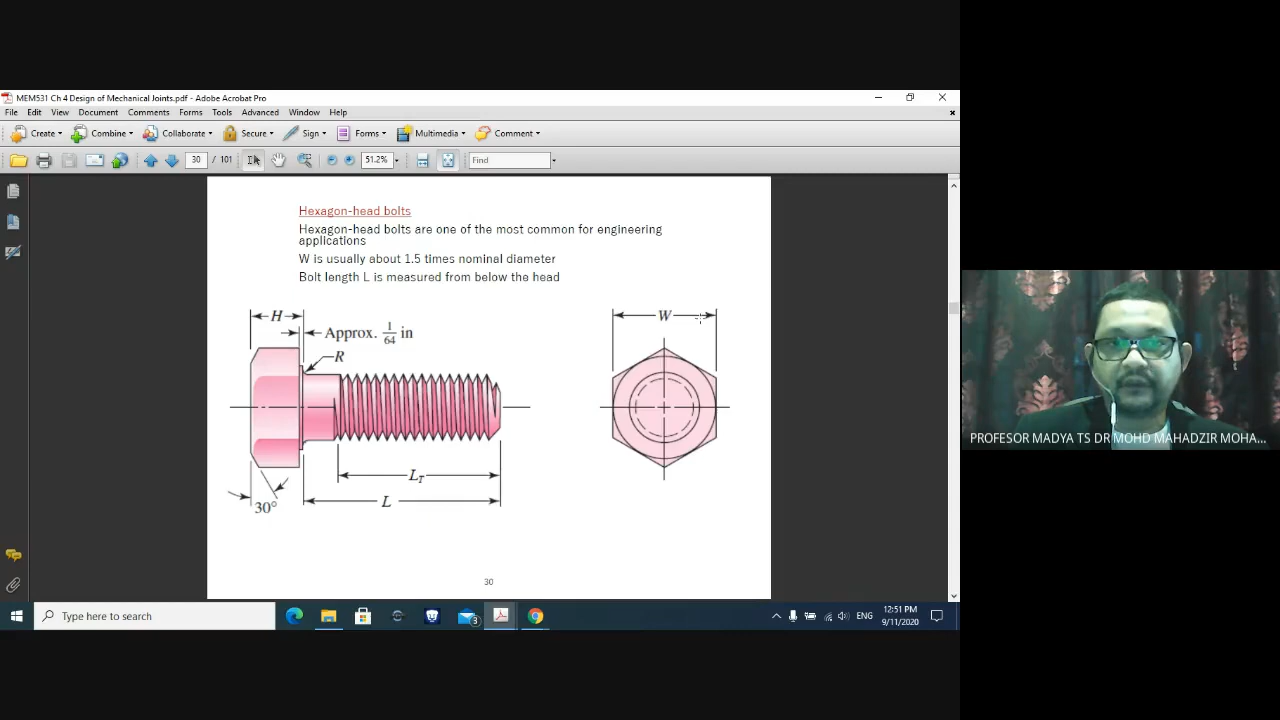 MEM531 Ch 4 Design of Mechanical Joints.pdf - Adobe Acrobat Pro
File Edit View Document Comments Forms Tools Advanced Window Help
Create Combine Collaborate Secure Sign Forms Multimedia Comment
30 / 101 51.2% Find
Hexagon-head bolts
Hexagon-head bolts are one of the most common for engineering
applications
W is usually about 1.5 times nominal diameter
Bolt length L is measured from below the head
H
Approx. 1/64 in
R
W
L_T
L
30°
30
PROFESOR MADYA TS DR MOHD MAHADZIR MOHA...
Type here to search
3
ENG
12:51 PM
9/11/2020